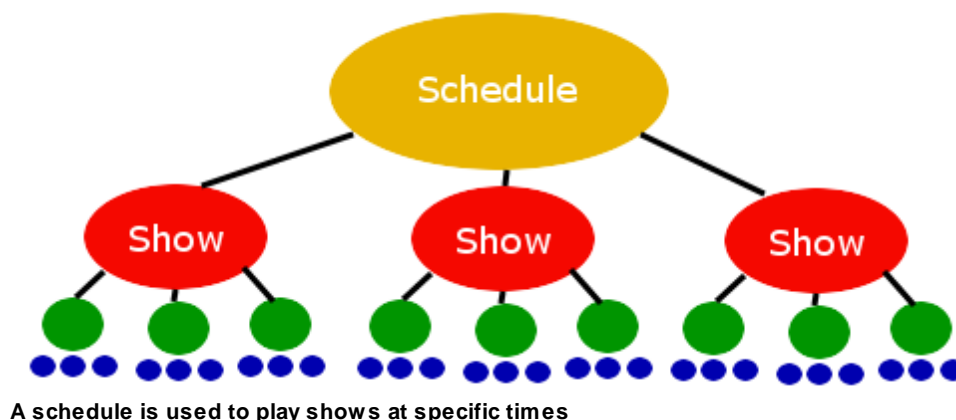 Schedule
Show Show Show
A schedule is used to play shows at specific times